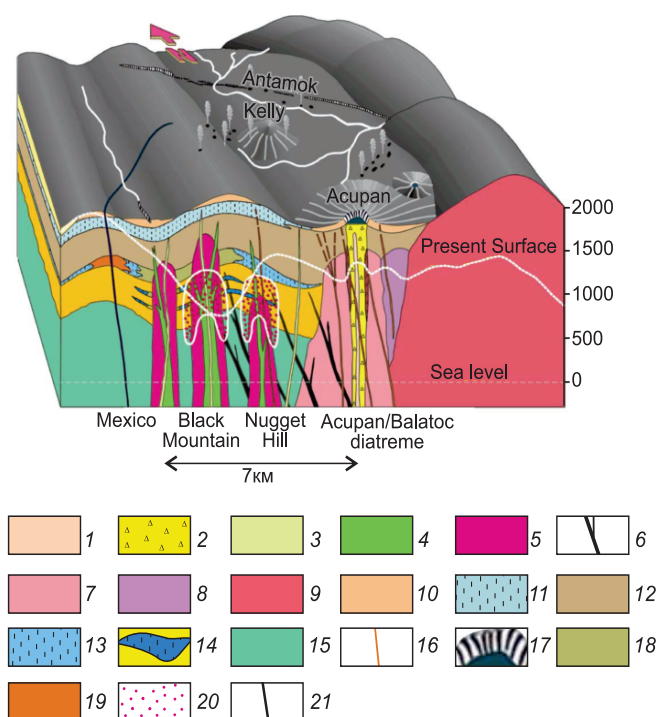 Antamok
Kelly
Acupan
2000
Present Surface
1500
1000
500
Sea level
0
Mexico
Black
Mountain
Nugget
Hill
Acupan/Balatoc
diatreme
7км
1 2 3 4 5 6
7 8 9 10 11 12
13 14 15 16 17 18
19 20 21